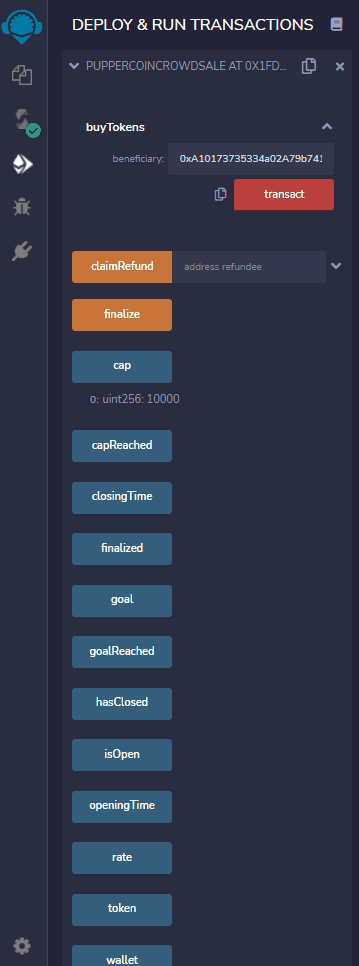 DEPLOY & RUN TRANSACTIONS
PUPPERCOINCROWDSALE AT 0X1FD...
buyTokens
beneficiary: 0xA10173735334a02A79b741
transact
claimRefund address refundee
finalize
cap
0: uint256: 10000
capReached
closingTime
finalized
goal
goalReached
hasClosed
isOpen
openingTime
rate
token
wallet